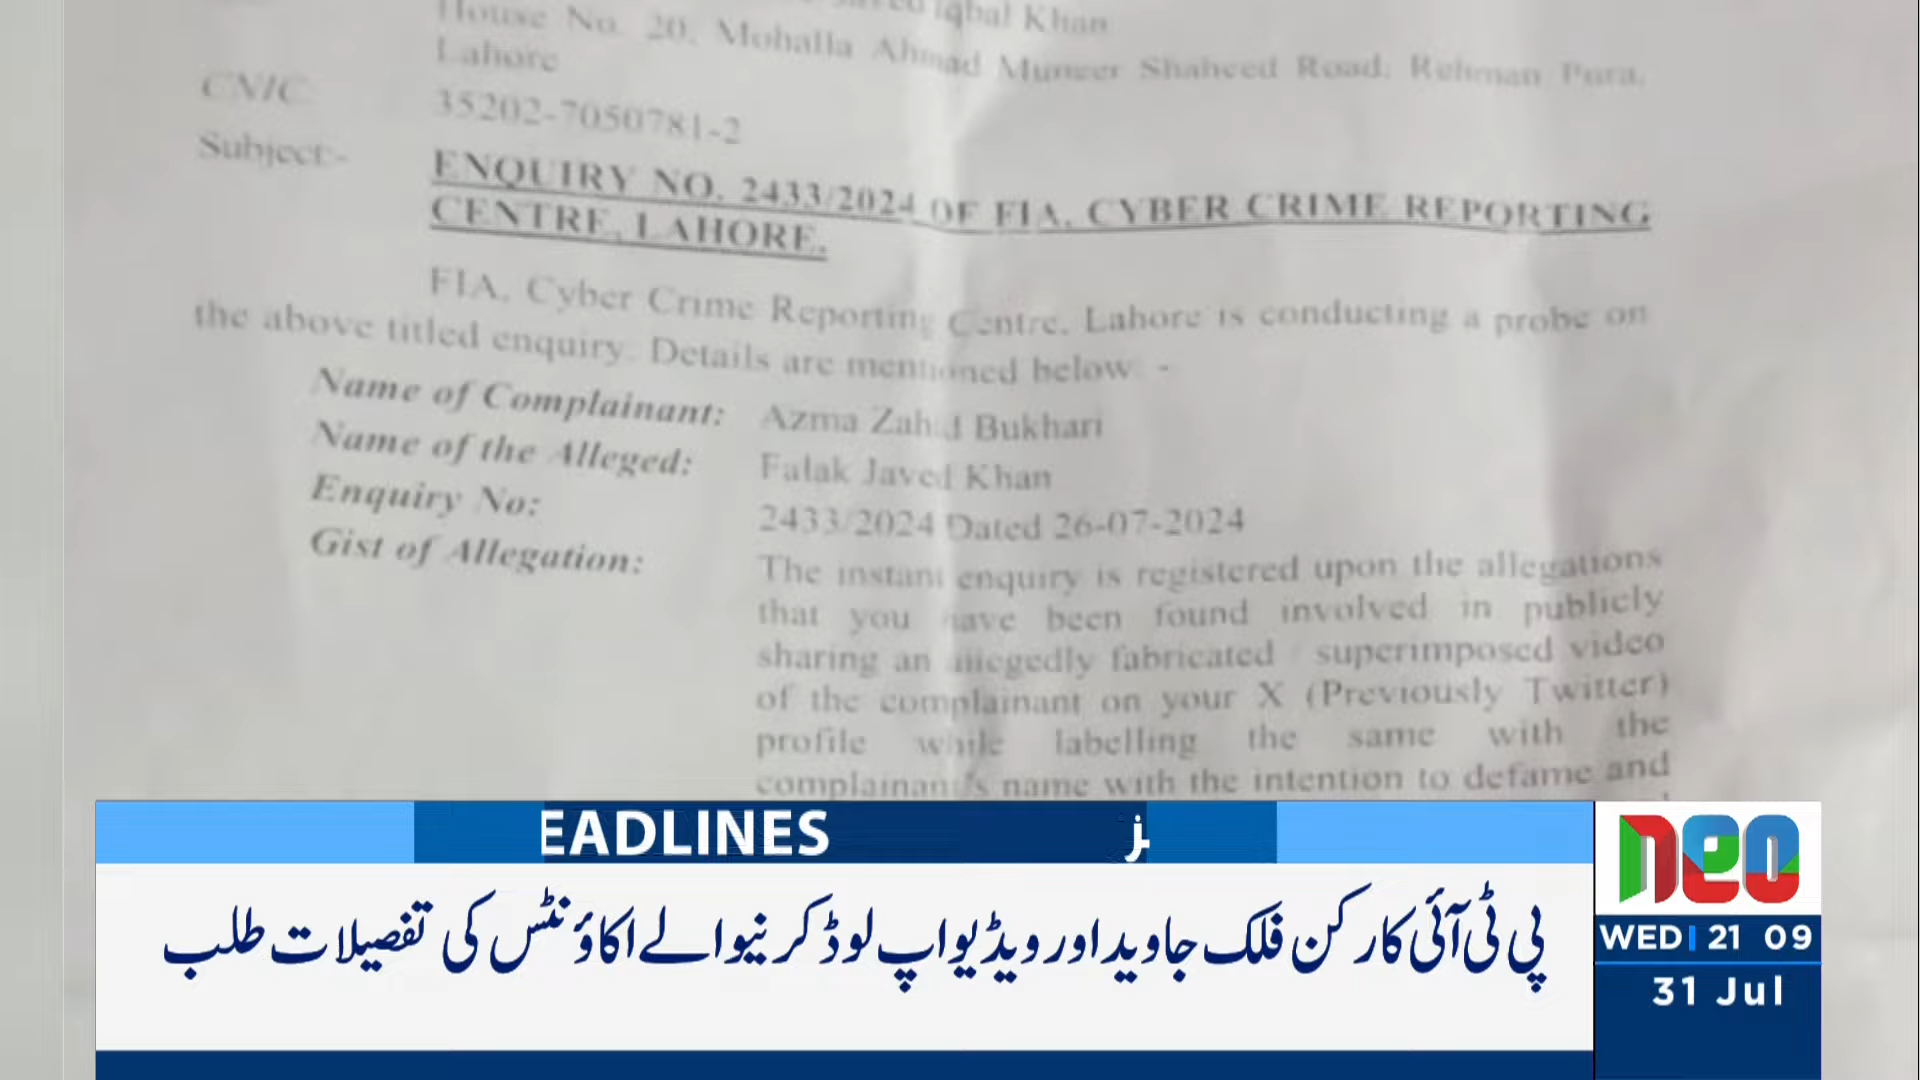 Iqbal Khan
House No. 20, Mohalla Ahmad Muneer Shaheed Road, Rehman Pura,
Lahore
CNIC: 35202-7050781-2
Subject:- ENQUIRY NO. 2433/2024 OF FIA, CYBER CRIME REPORTING
CENTRE, LAHORE.
FIA, Cyber Crime Reporting Centre, Lahore is conducting a probe on
the above titled enquiry. Details are mentioned below: -
Name of Complainant: Azma Zahid Bukhari
Name of the Alleged: Falak Javed Khan
Enquiry No: 2433/2024 Dated 26-07-2024
Gist of Allegation: The instant enquiry is registered upon the allegations
that you have been found involved in publicly
sharing an allegedly fabricated / superimposed video
of the complainant on your X (Previously Twitter)
profile while labelling the same with the
complainant's name with the intention to defame and
EADLINES
پی ٹی آئی کارکن فلک جاوید اور ویڈیو اپ لوڈ کرنیوالے اکاؤنٹس کی تفصیلات طلب
neo
WED 21 09
31 Jul